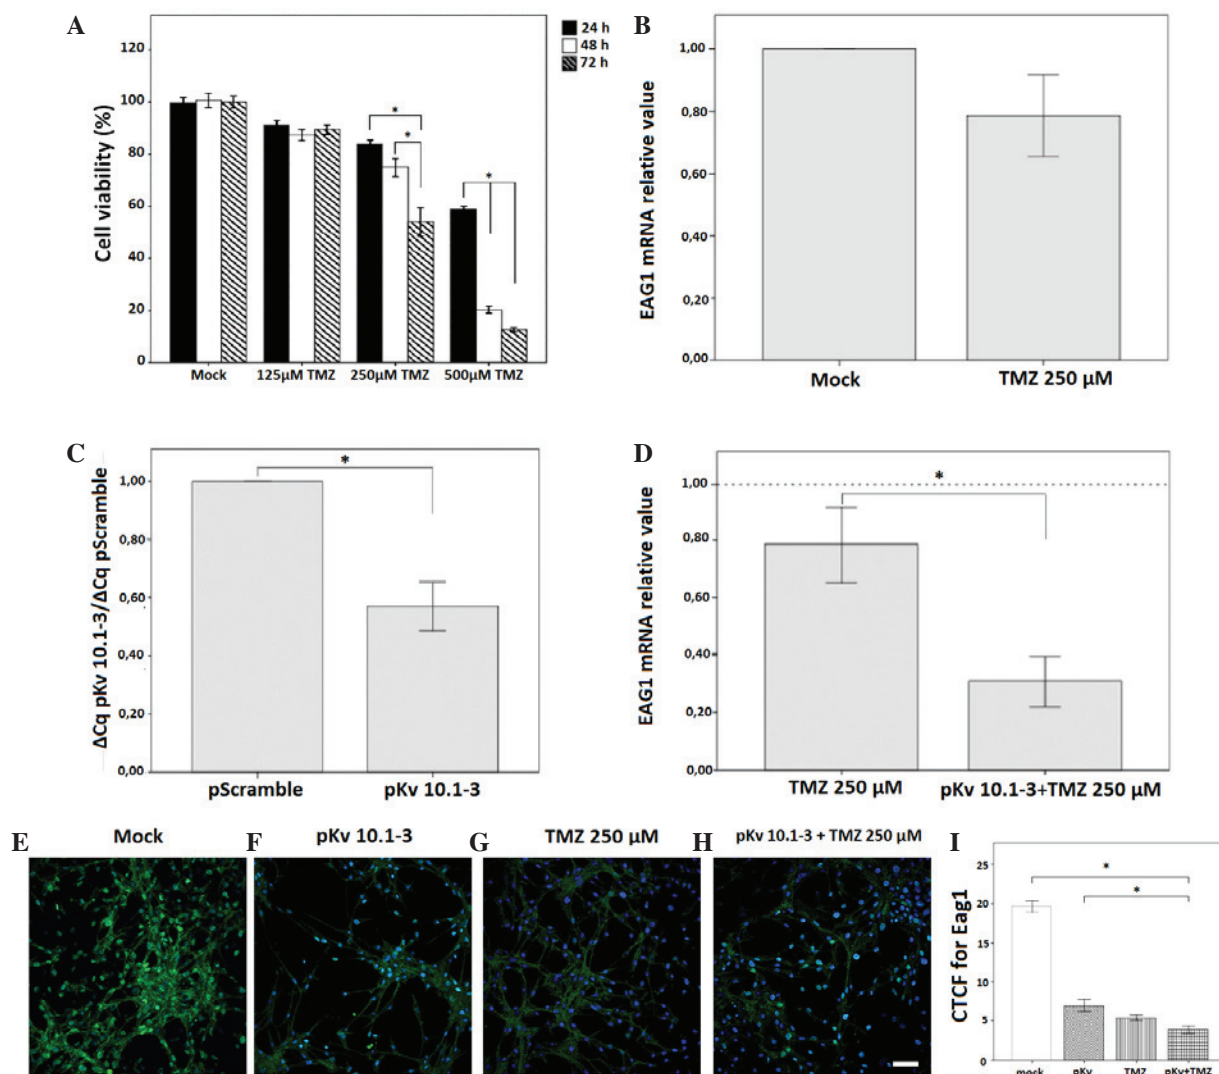 A
Cell viability (%)
120
100
80
60
40
20
0
*
*
*
Mock 125µM TMZ 250µM TMZ 500µM TMZ
24 h
48 h
72 h
B
EAG1 mRNA relative value
1,00
0,80
0,60
0,40
0,20
0,00
Mock TMZ 250 µM
C
ΔCq pKv 10.1-3/ΔCq pScramble
1,00
0,80
0,60
0,40
0,20
0,00
*
pScramble pKv 10.1-3
D
EAG1 mRNA relative value
1,00
0,80
0,60
0,40
0,20
0,00
*
TMZ 250 µM pKv 10.1-3+TMZ 250 µM
E Mock
F pKv 10.1-3
G TMZ 250 µM
H pKv 10.1-3 + TMZ 250 µM
I
CTCF for Eag1
25
20
15
10
5
0
*
*
mock pKv TMZ pKv+TMZ